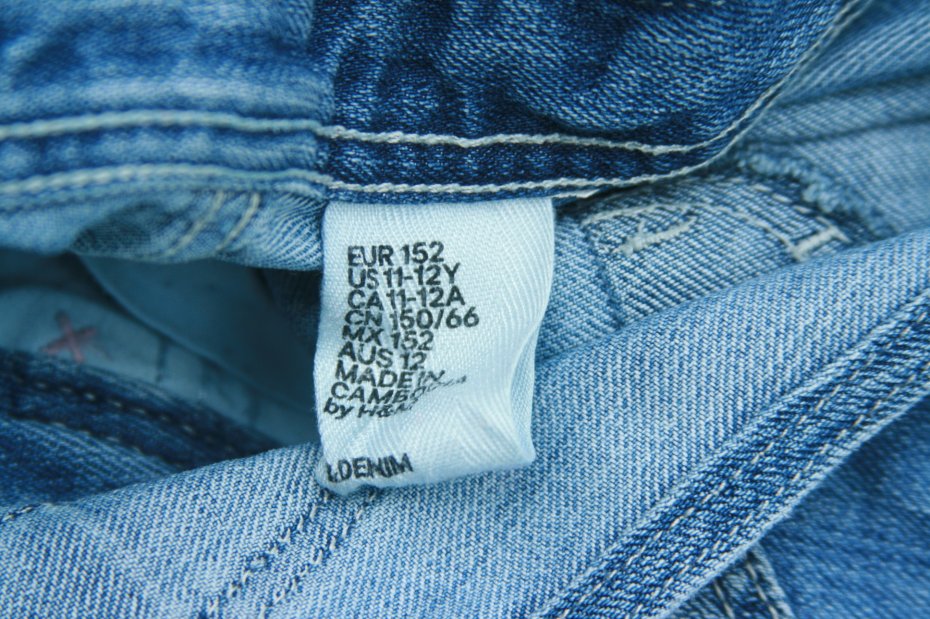 EUR 152
US 11-12Y
CA 11-12A
CN 150/66
MX 152
AUS 12
MADE IN
CAMBODIA
by H&M
DENIM